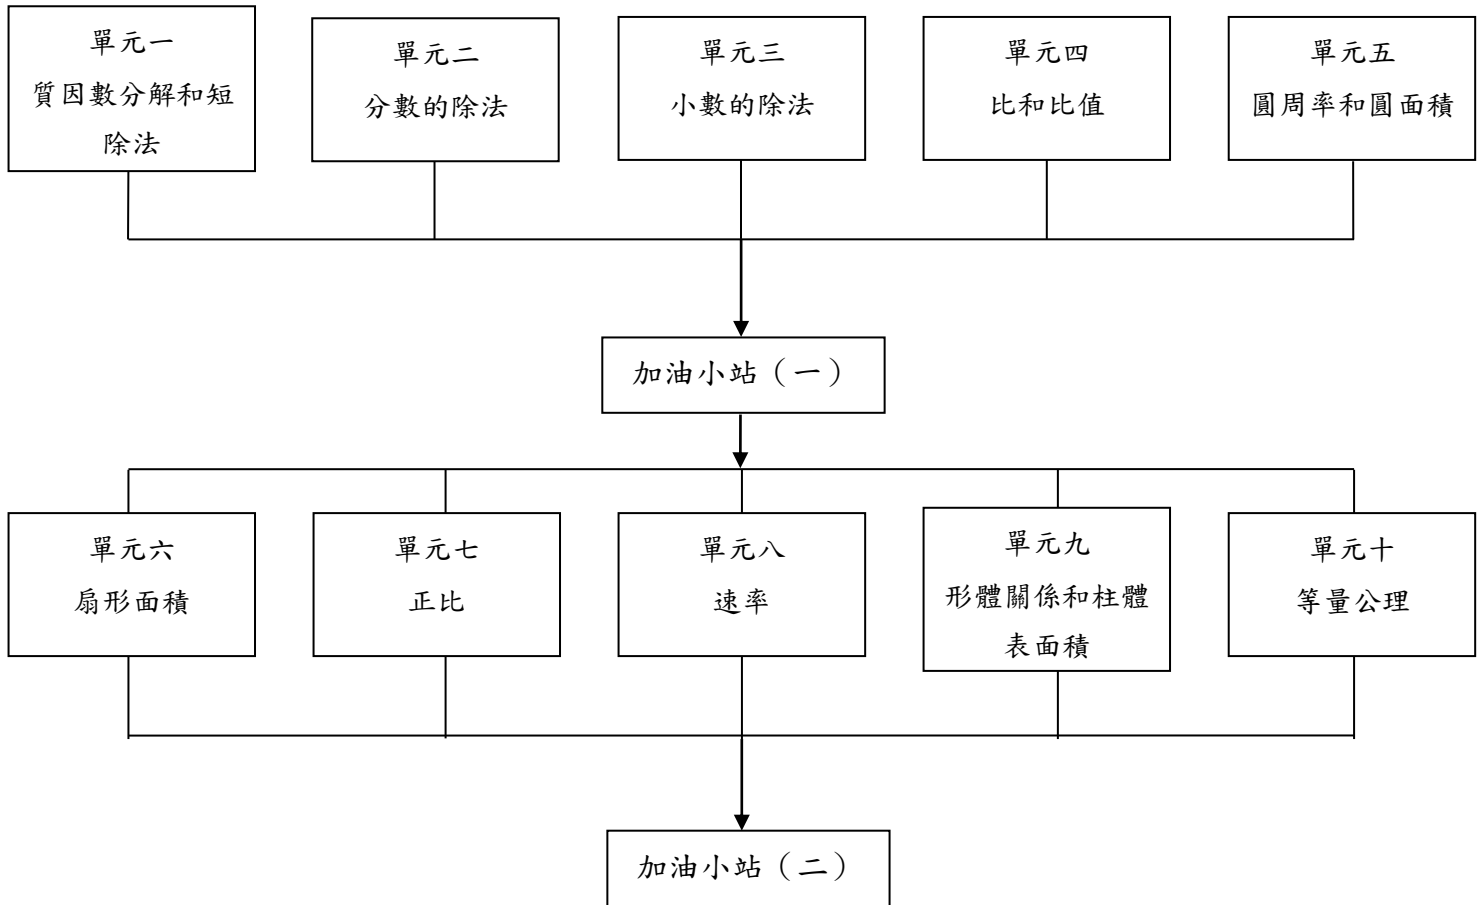 單元一
質因數分解和短
除法
單元二
分數的除法
單元三
小數的除法
單元四
比和比值
單元五
圓周率和圓面積
加油小站（一）
單元六
扇形面積
單元七
正比
單元八
速率
單元九
形體關係和柱體
表面積
單元十
等量公理
加油小站（二）